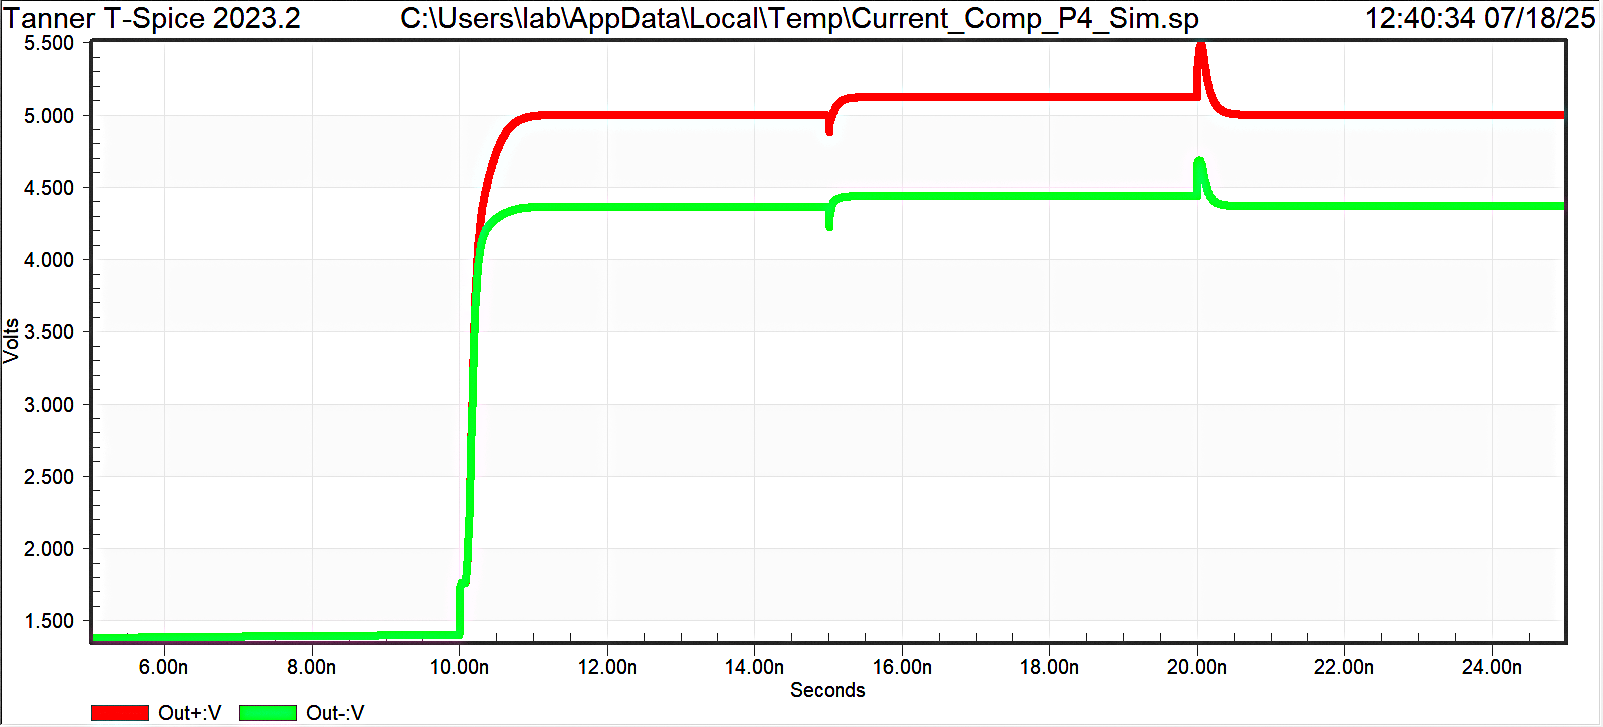 Tanner T-Spice 2023.2 C:\Users\lab\AppData\Local\Temp\Current_Comp_P4_Sim.sp 12:40:34 07/18/25
5.500
5.000
4.500
4.000
3.500
Volts
3.000
2.500
2.000
1.500
6.00n 8.00n 10.00n 12.00n 14.00n 16.00n 18.00n 20.00n 22.00n 24.00n
Seconds
Out+:V Out-:V